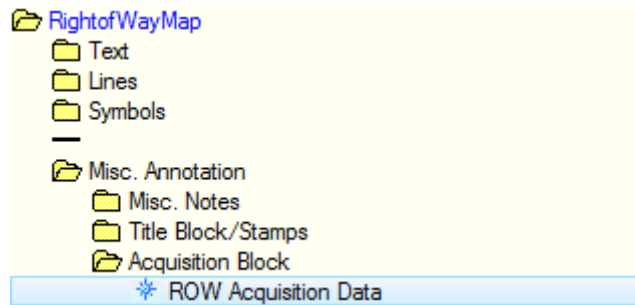 RightofWayMap
Text
Lines
Symbols
Misc. Annotation
Misc. Notes
Title Block/Stamps
Acquisition Block
ROW Acquisition Data